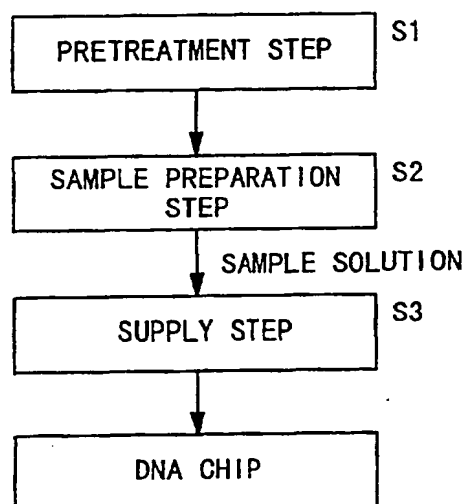 PRETREATMENT STEP
S1
SAMPLE PREPARATION
STEP
S2
SAMPLE SOLUTION
SUPPLY STEP
S3
DNA CHIP